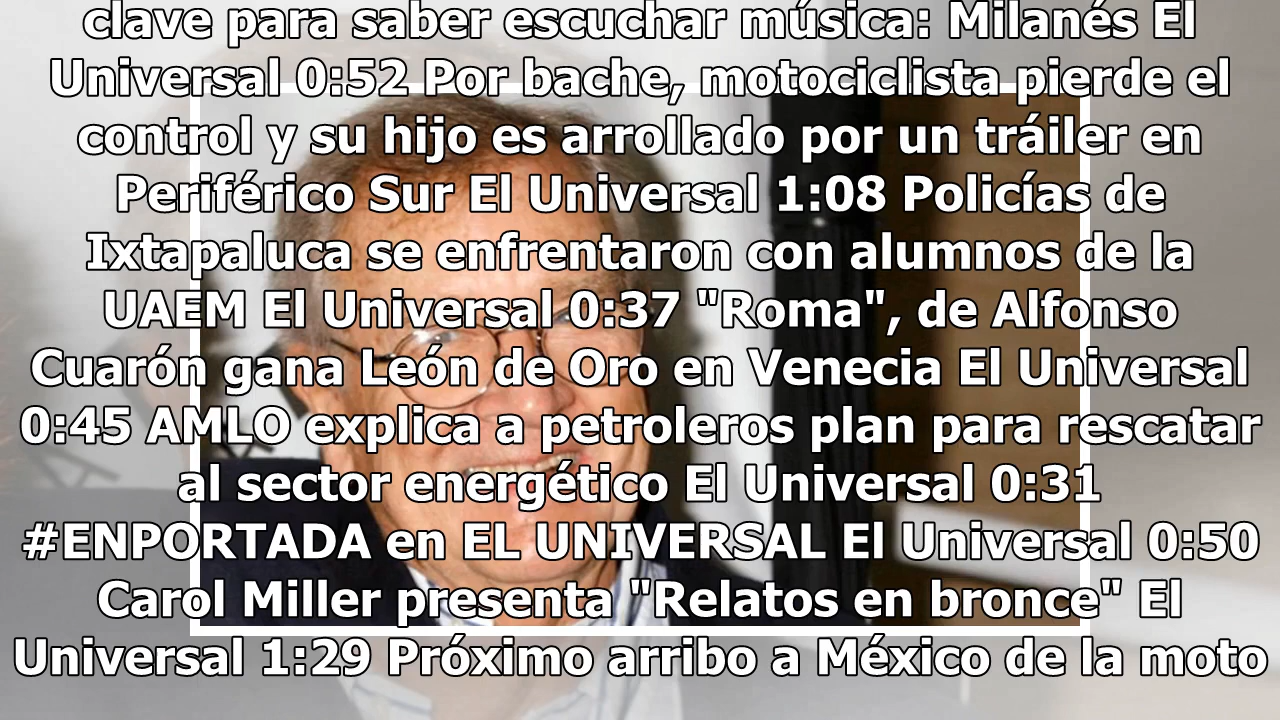 clave para saber escuchar música: Milanés El
Universal 0:52 Por bache, motociclista pierde el
control y su hijo es arrollado por un tráiler en
Periférico Sur El Universal 1:08 Policías de
Ixtapaluca se enfrentaron con alumnos de la
UAEM El Universal 0:37 "Roma", de Alfonso
Cuarón gana León de Oro en Venecia El Universal
0:45 AMLO explica a petroleros plan para rescatar
al sector energético El Universal 0:31
#ENPORTADA en EL UNIVERSAL El Universal 0:50
Carol Miller presenta "Relatos en bronce" El
Universal 1:29 Próximo arribo a México de la moto